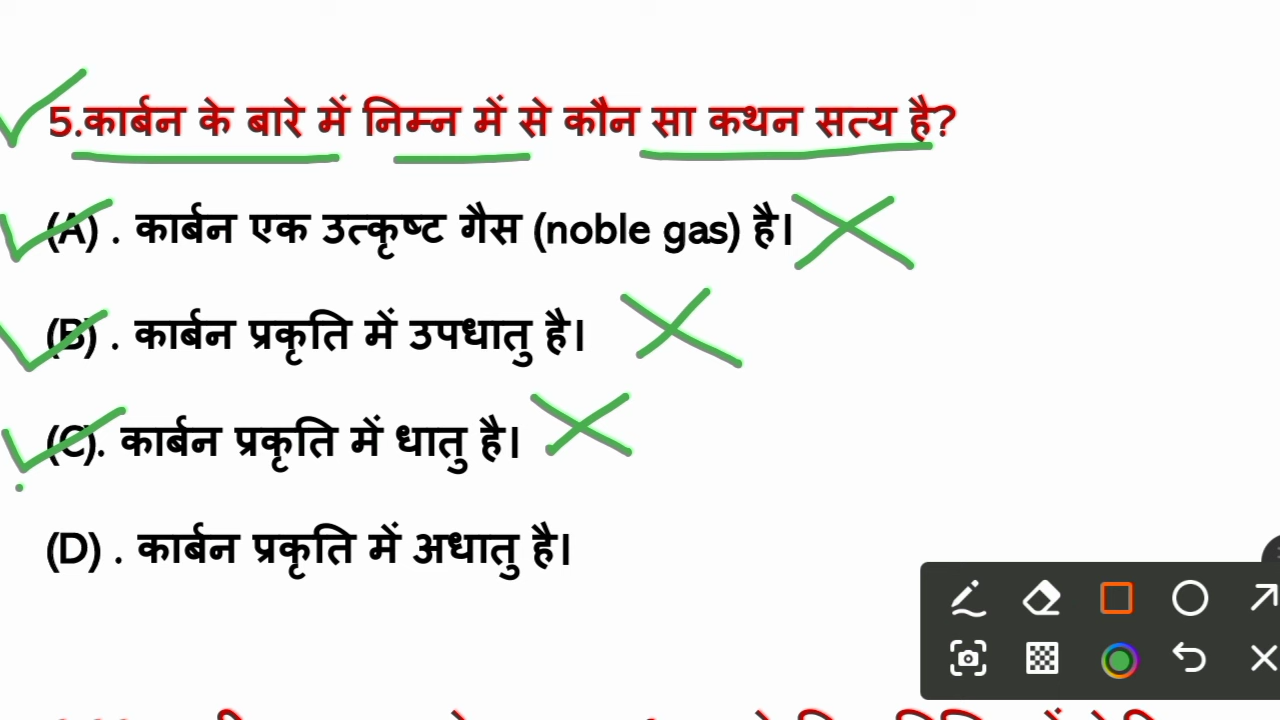 5.कार्बन के बारे में निम्न में से कौन सा कथन सत्य है?
(A) . कार्बन एक उत्कृष्ट गैस (noble gas) है।
(B) . कार्बन प्रकृति में उपधातु है।
(C). कार्बन प्रकृति में धातु है।
(D) . कार्बन प्रकृति में अधातु है।